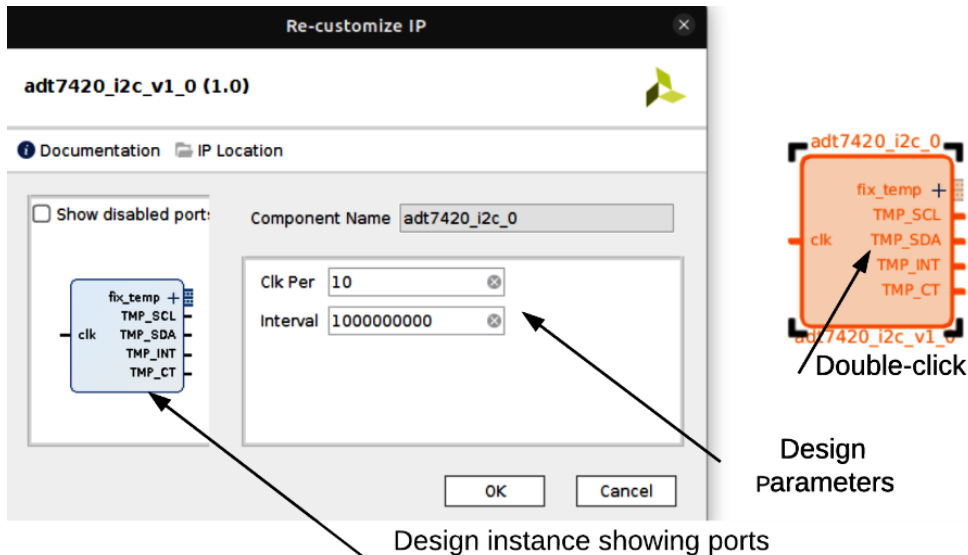 Re-customize IP
adt7420_i2c_v1_0 (1.0)
Documentation IP Location
Show disabled ports
fix_temp
TMP_SCL
clk TMP_SDA
TMP_INT
TMP_CT
Component Name adt7420_i2c_0
Clk Per 10
Interval 1000000000
OK Cancel
adt7420_i2c_0
fix_temp
TMP_SCL
clk TMP_SDA
TMP_INT
TMP_CT
adt7420_i2c_v1_0
Double-click
Design
Parameters
Design instance showing ports